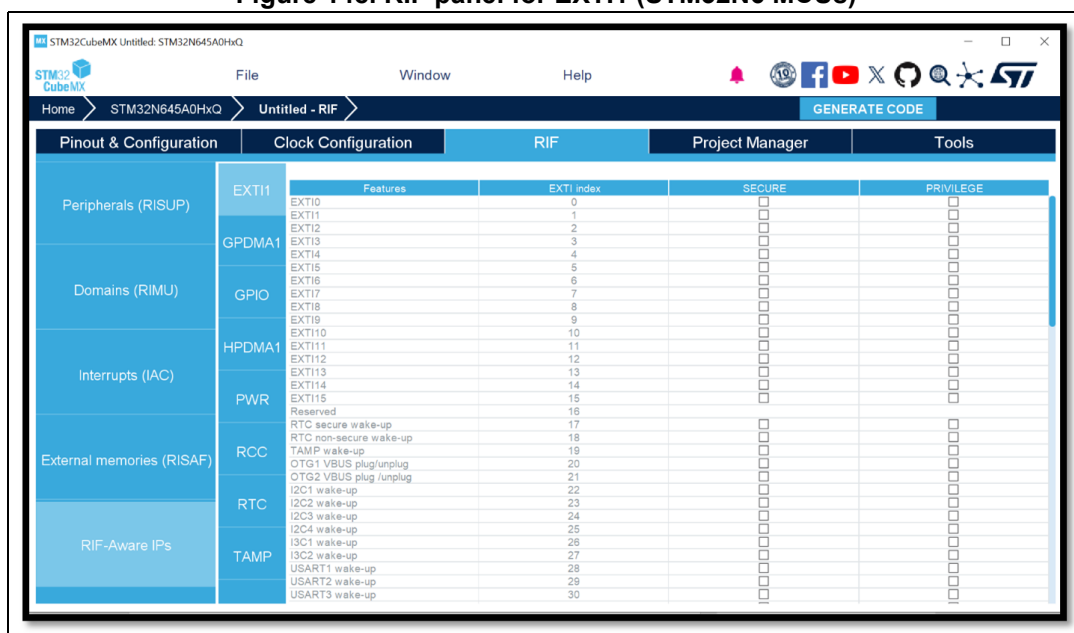 Figure RIF panel for EXTI1 (STM32N6 MCUs)
MX STM32CubeMX Untitled: STM32N645A0HxQ
STM32 CubeMX File Window Help 10 ST
Home STM32N645A0HxQ Untitled - RIF GENERATE CODE
Pinout & Configuration Clock Configuration RIF Project Manager Tools
Peripherals (RISUP)
Domains (RIMU)
Interrupts (IAC)
External memories (RISAF)
RIF-Aware IPs
EXTI1
GPDMA1
GPIO
HPDMA1
PWR
RCC
RTC
TAMP
Features EXTI index SECURE PRIVILEGE
EXTI0 0
EXTI1 1
EXTI2 2
EXTI3 3
EXTI4 4
EXTI5 5
EXTI6 6
EXTI7 7
EXTI8 8
EXTI9 9
EXTI10 10
EXTI11 11
EXTI12 12
EXTI13 13
EXTI14 14
EXTI15 15
Reserved 16
RTC secure wake-up 17
RTC non-secure wake-up 18
TAMP wake-up 19
OTG1 VBUS plug/unplug 20
OTG2 VBUS plug /unplug 21
I2C1 wake-up 22
I2C2 wake-up 23
I2C3 wake-up 24
I2C4 wake-up 25
I3C1 wake-up 26
I3C2 wake-up 27
USART1 wake-up 28
USART2 wake-up 29
USART3 wake-up 30